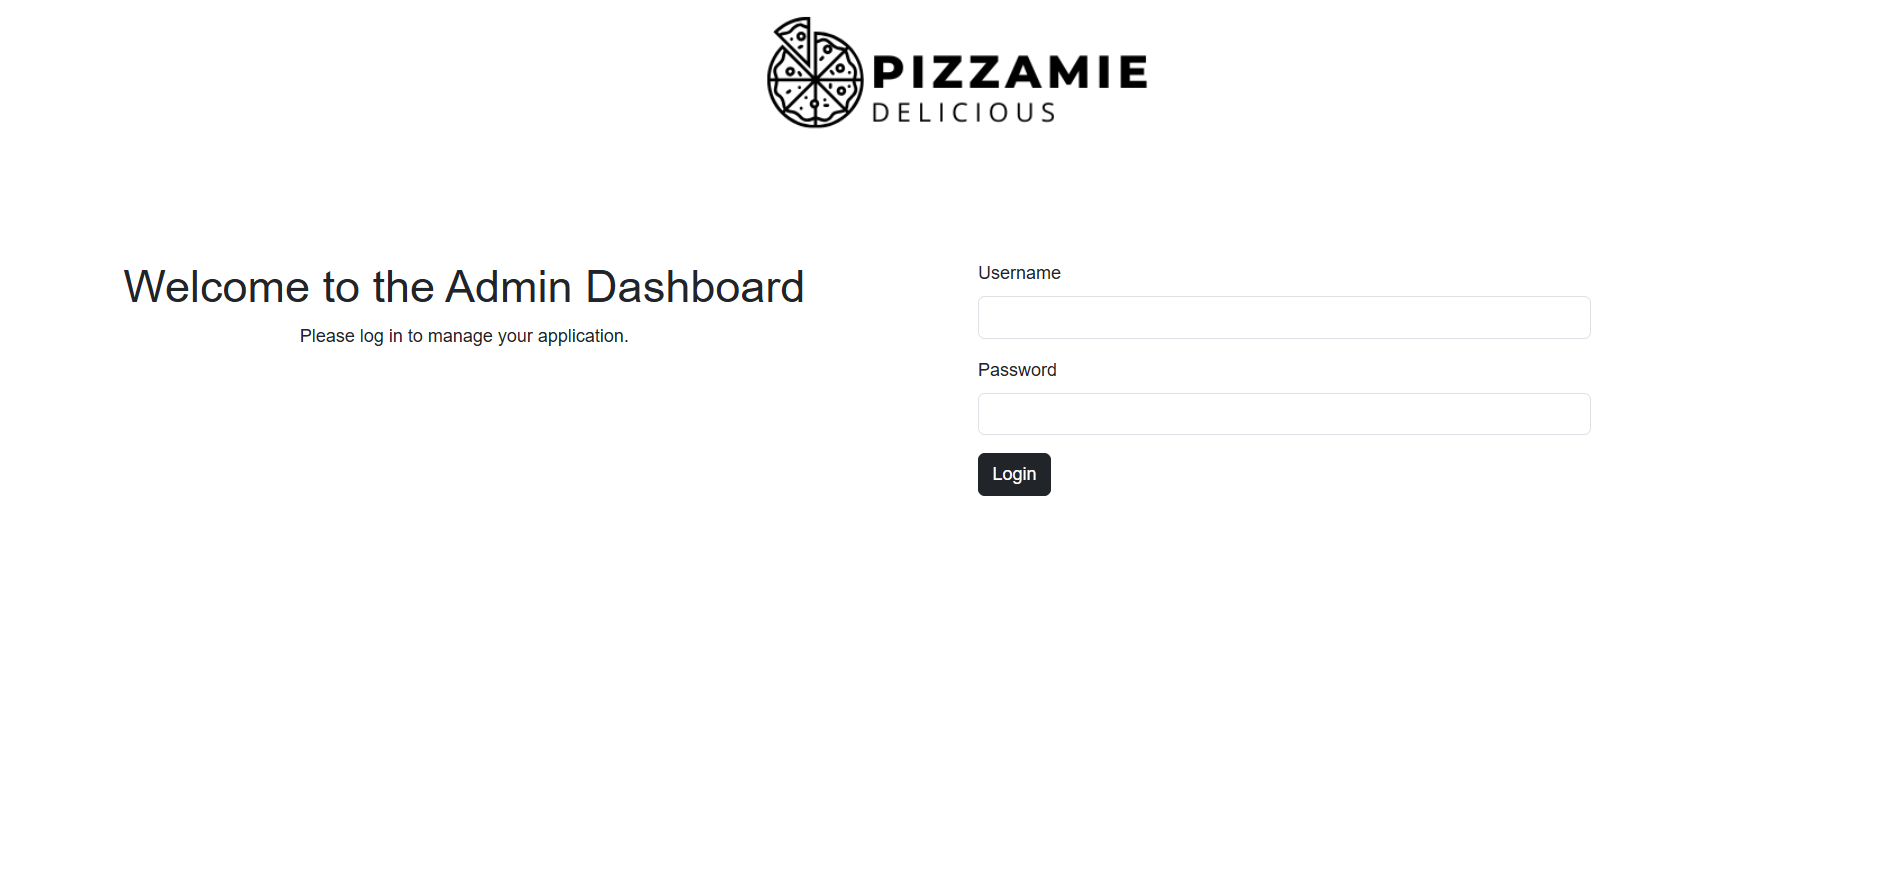 PIZZAMIE
DELICIOUS
Welcome to the Admin Dashboard
Please log in to manage your application.
Username
Password
Login